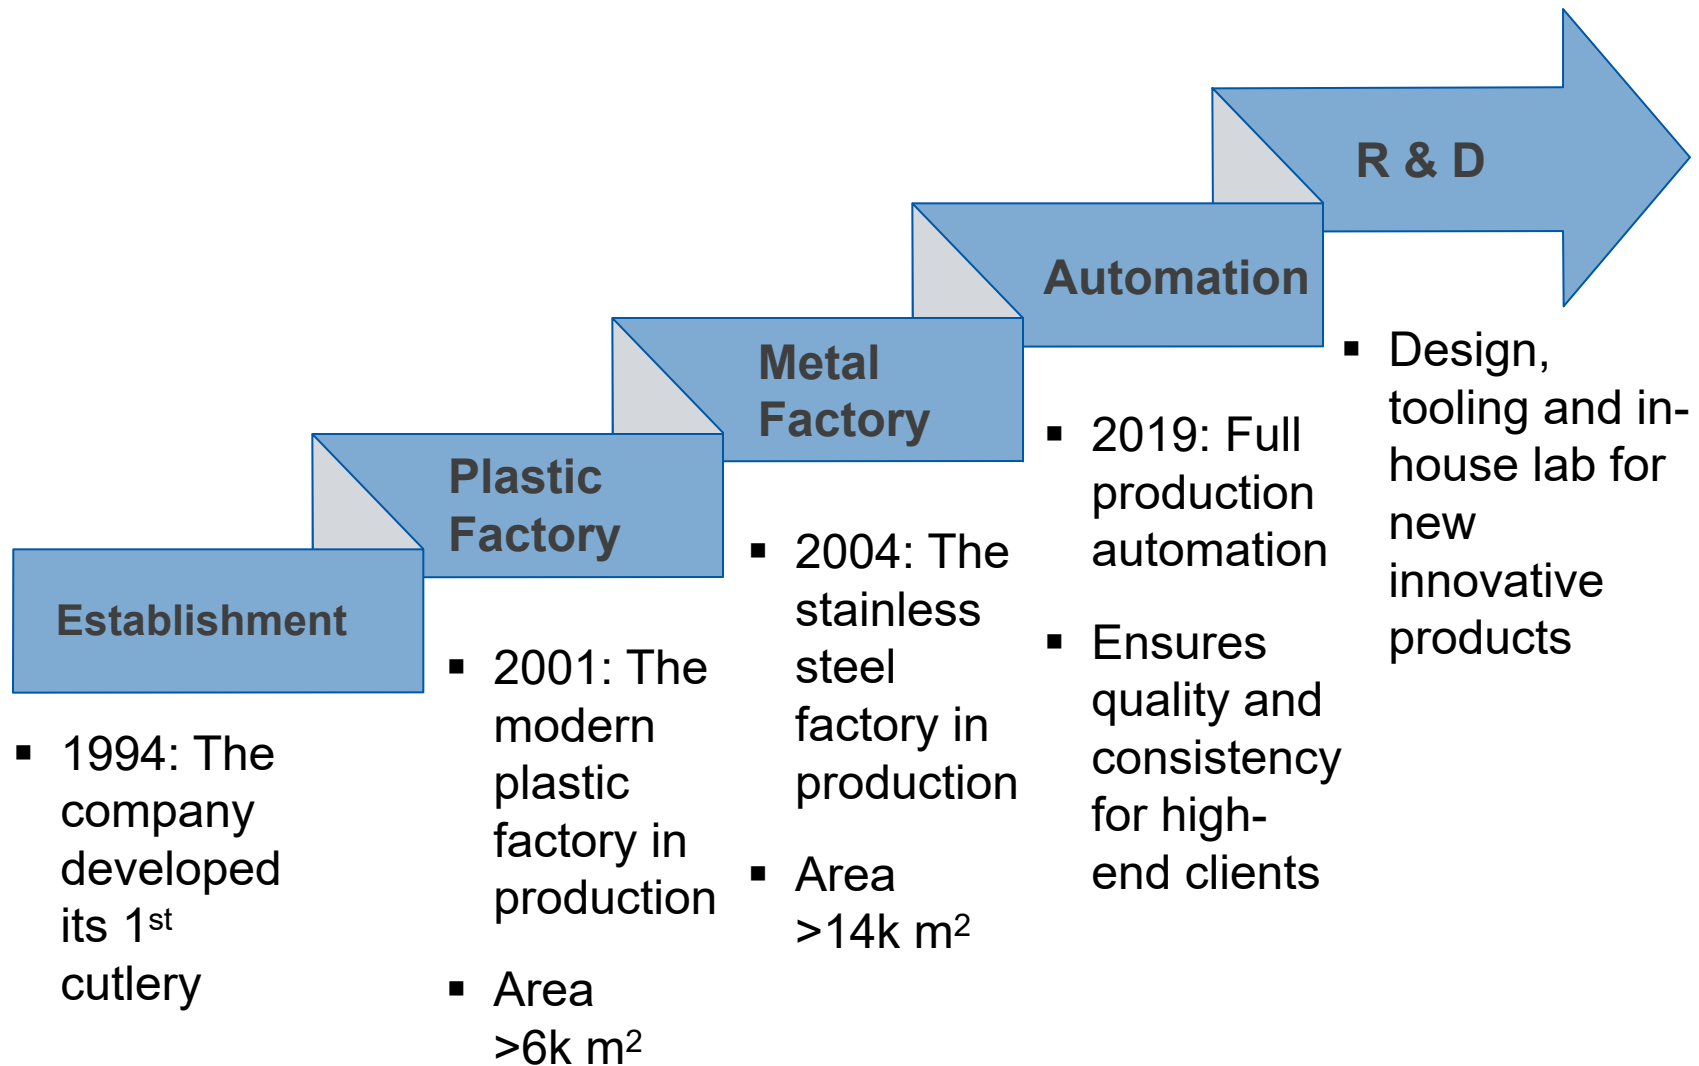 Establishment
▪ 1994: The
company
developed
its 1st
cutlery
Plastic
Factory
▪ 2001: The
modern
plastic
factory in
production
▪ Area
>6k m2
Metal
Factory
▪ 2004: The
stainless
steel
factory in
production
▪ Area
>14k m2
Automation
▪ 2019: Full
production
automation
▪ Ensures
quality and
consistency
for high-
end clients
R & D
▪ Design,
tooling and in-
house lab for
new
innovative
products